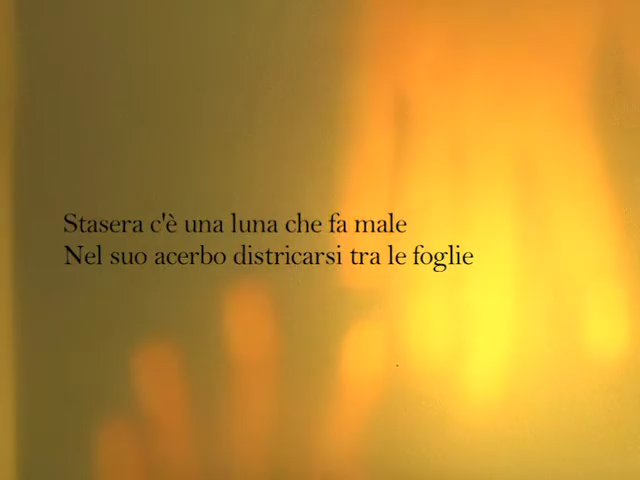 Stasera c'è una luna che fa male
Nel suo acerbo districarsi tra le foglie